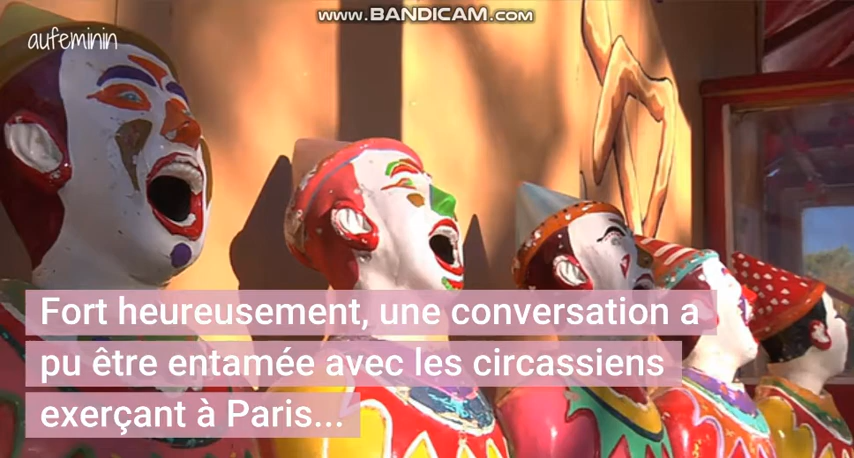 www.BANDICAM.com
aufeminin
Fort heureusement, une conversation a
pu être entamée avec les circassiens
exerçant à Paris...